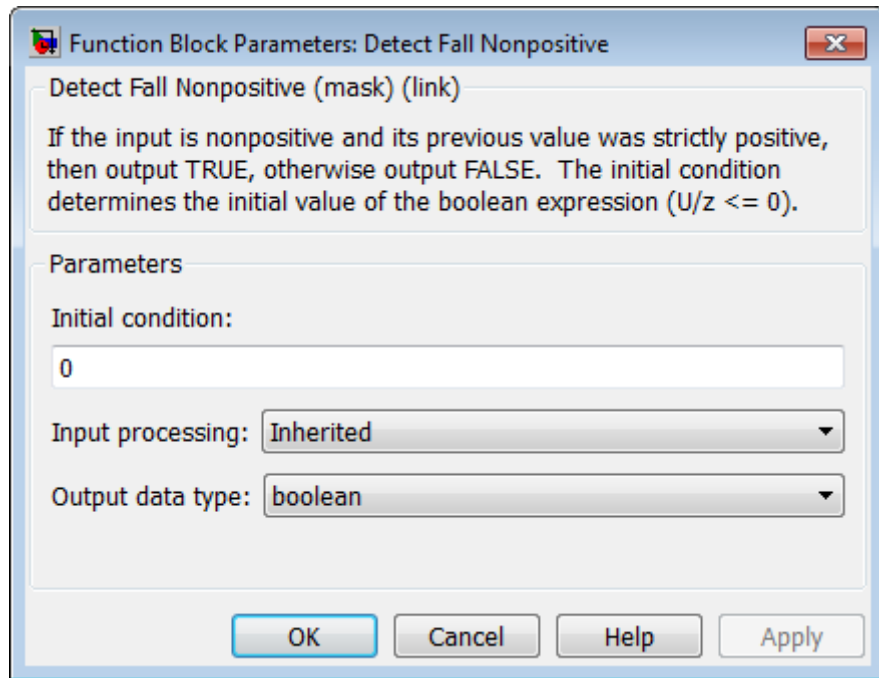 Function Block Parameters: Detect Fall Nonpositive
Detect Fall Nonpositive (mask) (link)
If the input is nonpositive and its previous value was strictly positive,
then output TRUE, otherwise output FALSE.  The initial condition
determines the initial value of the boolean expression (U/z <= 0).
Parameters
Initial condition:
0
Input processing: Inherited
Output data type: boolean
OK Cancel Help Apply